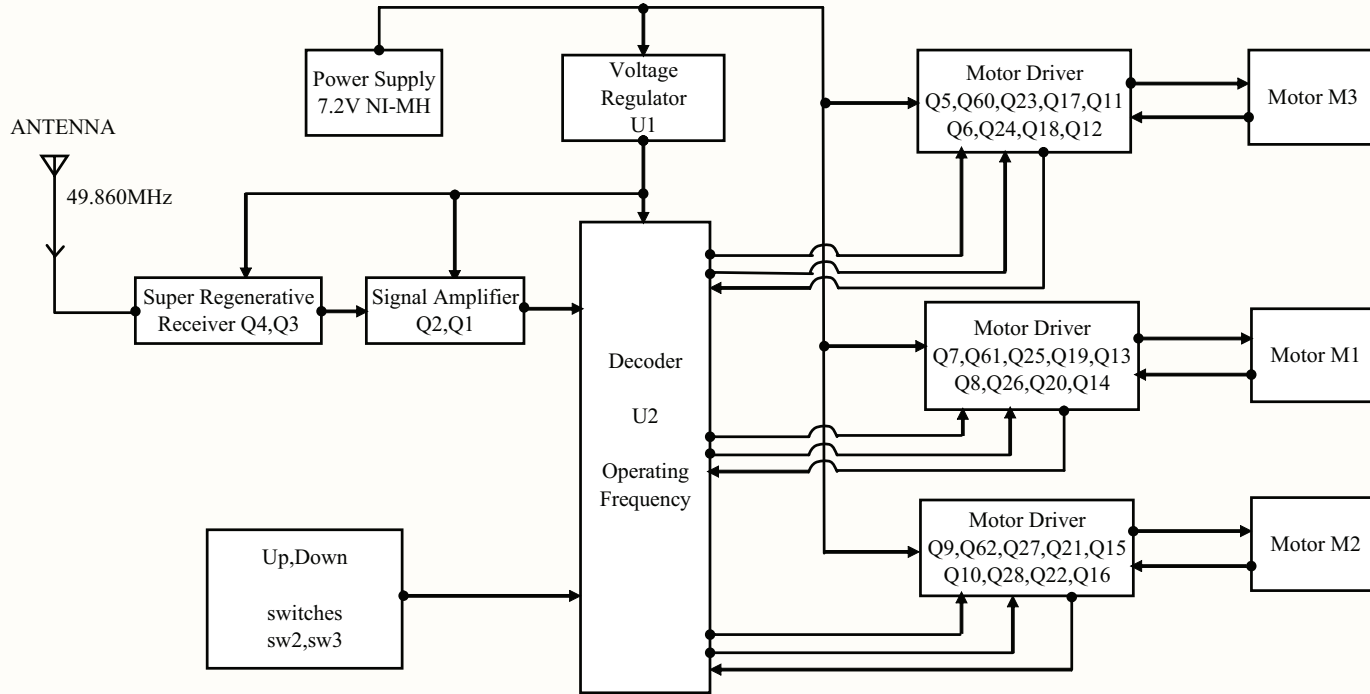 Power Supply
7.2V NI-MH
Voltage
Regulator
U1
Motor Driver
Q5,Q60,Q23,Q17,Q11
Q6,Q24,Q18,Q12
Motor M3
ANTENNA
49.860MHz
Super Regenerative
Receiver Q4,Q3
Signal Amplifier
Q2,Q1
Decoder
U2
Operating
Frequency
Motor Driver
Q7,Q61,Q25,Q19,Q13
Q8,Q26,Q20,Q14
Motor M1
Up,Down
switches
sw2,sw3
Motor Driver
Q9,Q62,Q27,Q21,Q15
Q10,Q28,Q22,Q16
Motor M2